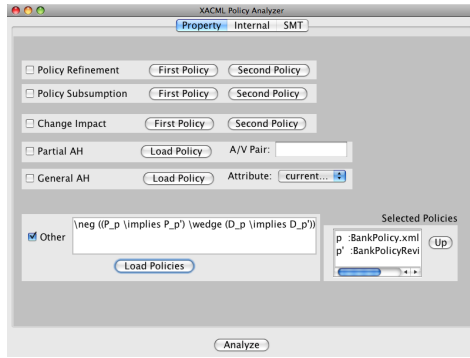 XACML Policy Analyzer
Property Internal SMT
Policy Refinement First Policy Second Policy
Policy Subsumption First Policy Second Policy
Change Impact First Policy Second Policy
Partial AH Load Policy A/V Pair:
General AH Load Policy Attribute: current...
Selected Policies
\neg ((P_p \implies P_p') \wedge (D_p \implies D_p'))
Other
p :BankPolicy.xml
p' :BankPolicyRevi
Up
Load Policies
Analyze